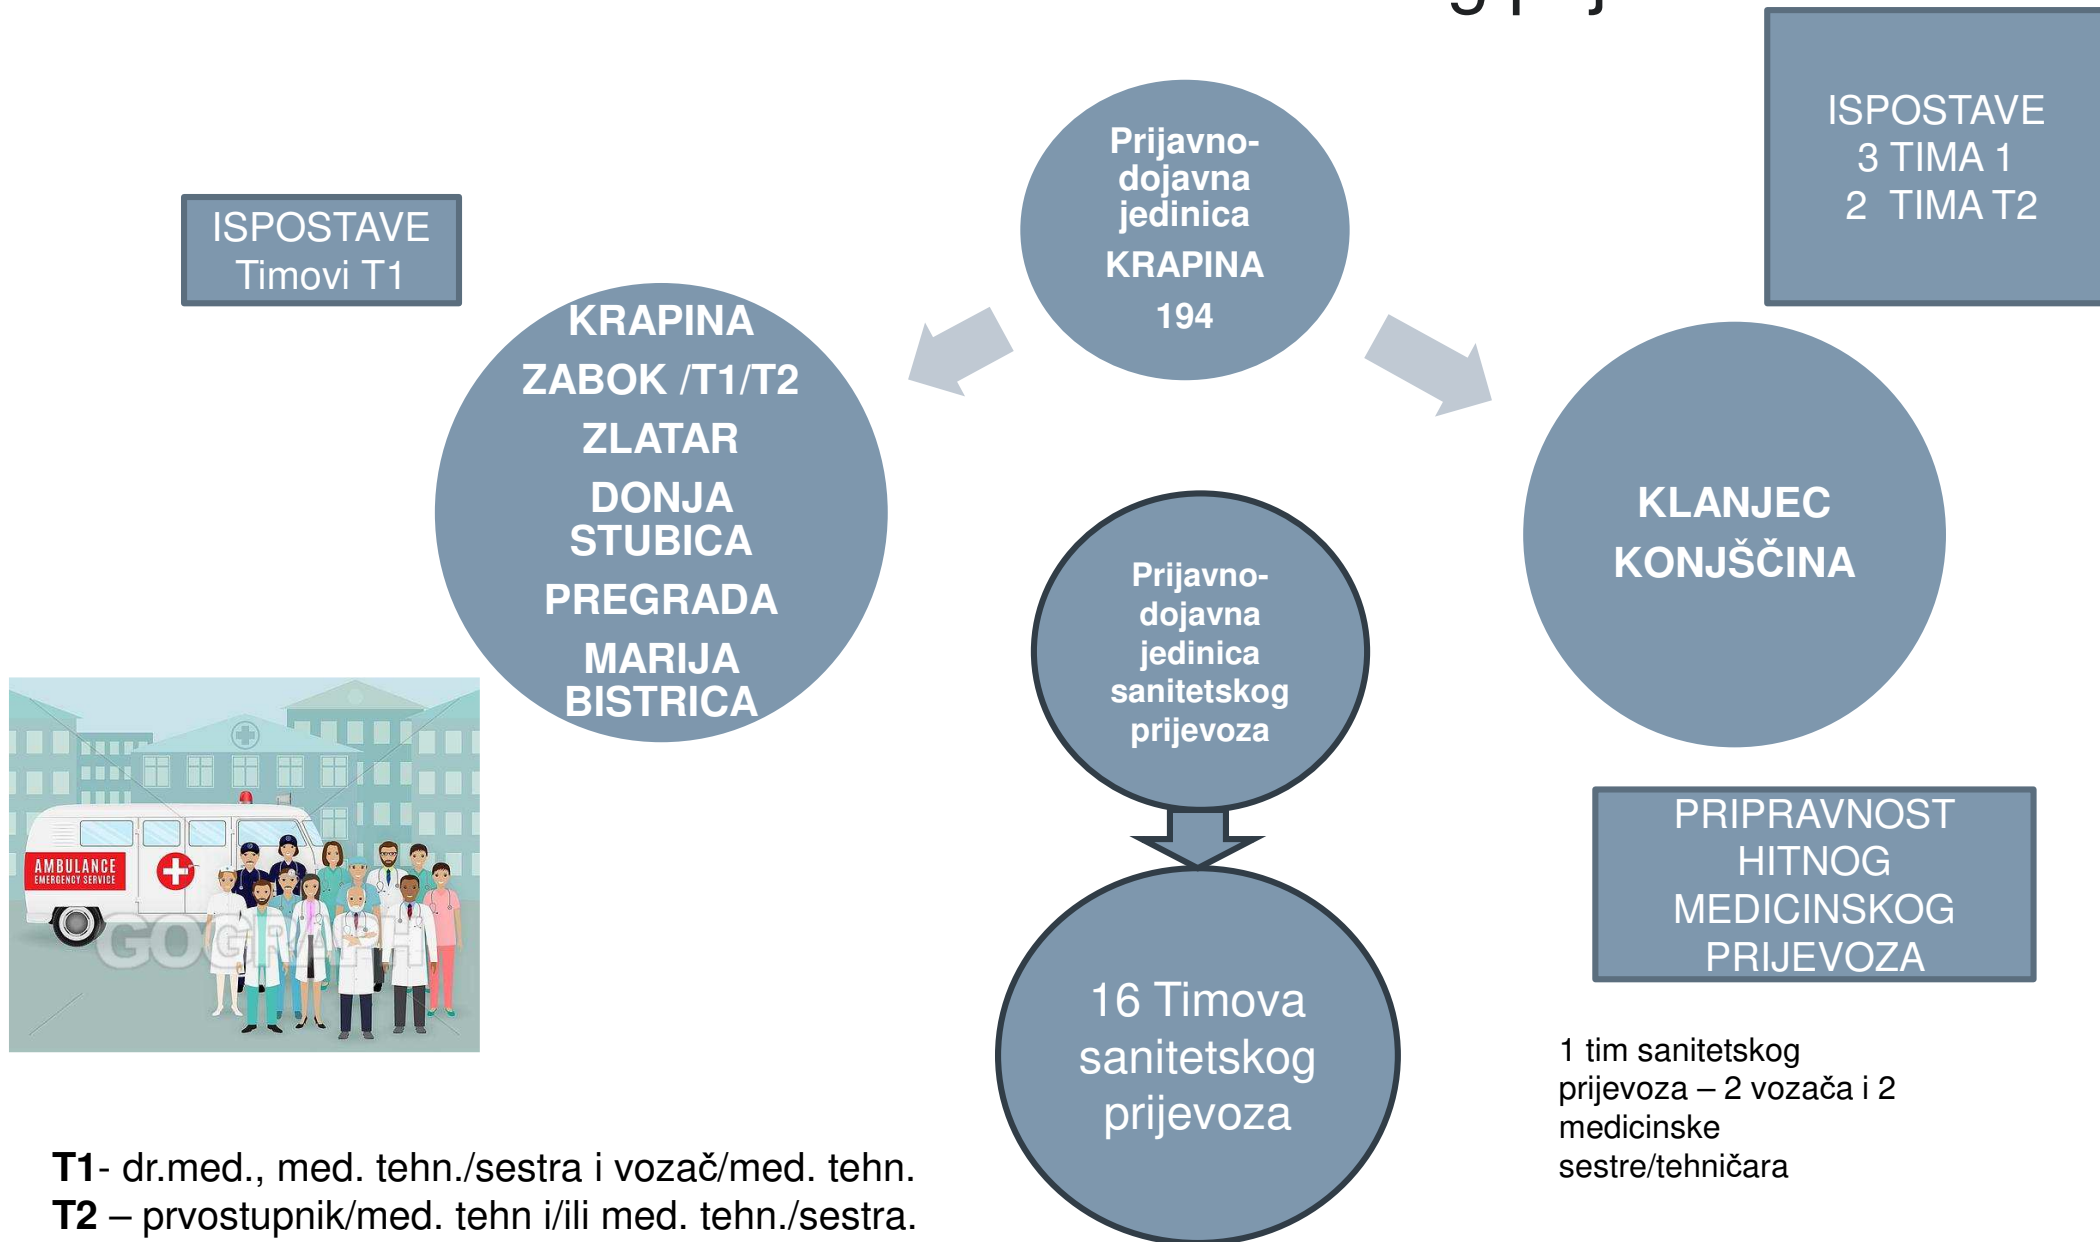 ISPOSTAVE
3 TIMA 1
2 TIMA T2
Prijavno-
dojavna
jedinica
KRAPINA
194
ISPOSTAVE
Timovi T1
KRAPINA
ZABOK /T1/T2
ZLATAR
DONJA
STUBICA
PREGRADA
MARIJA
BISTRICA
KLANJEC
KONJŠČINA
Prijavno-
dojavna
jedinica
sanitetskog
prijevoza
16 Timova
sanitetskog
prijevoza
PRIPRAVNOST
HITNOG
MEDICINSKOG
PRIJEVOZA
1 tim sanitetskog
prijevoza – 2 vozača i 2
medicinske
sestre/tehničara
AMBULANCE
EMERGENCY SERVICE
GOGRAPH
T1- dr.med., med. tehn./sestra i vozač/med. tehn.
T2 – prvostupnik/med. tehn i/ili med. tehn./sestra.